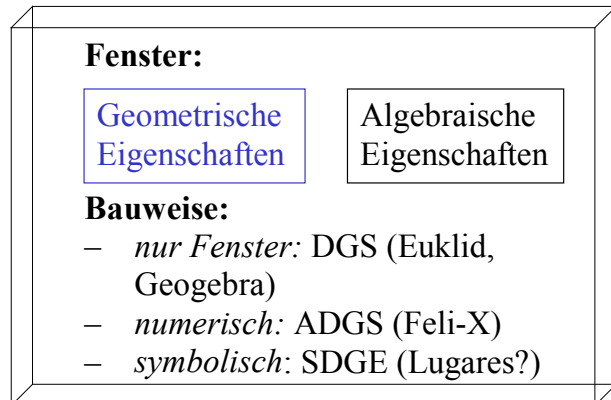 Fenster:
Geometrische Eigenschaften
Algebraische Eigenschaften
Bauweise:
– nur Fenster: DGS (Euklid,
Geogebra)
– numerisch: ADGS (Feli-X)
– symbolisch: SDGE (Lugares?)